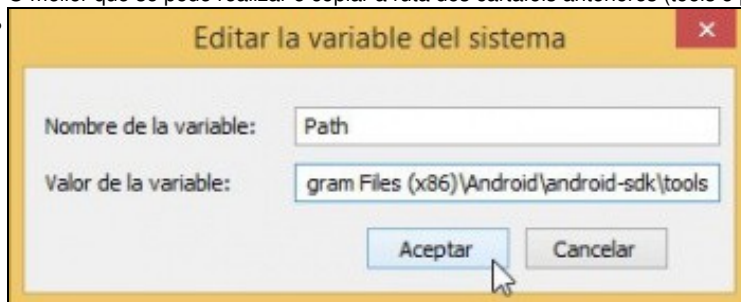 Editar la variable del sistema
Nombre de la variable: Path
Valor de la variable: gram Files (x86)\Android\android-sdk\tools
Aceptar Cancelar